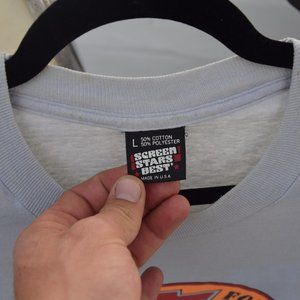 L 50% COTTON
50% POLYESTER
SCREEN
STARS
BEST'
MADE IN U.S.A.